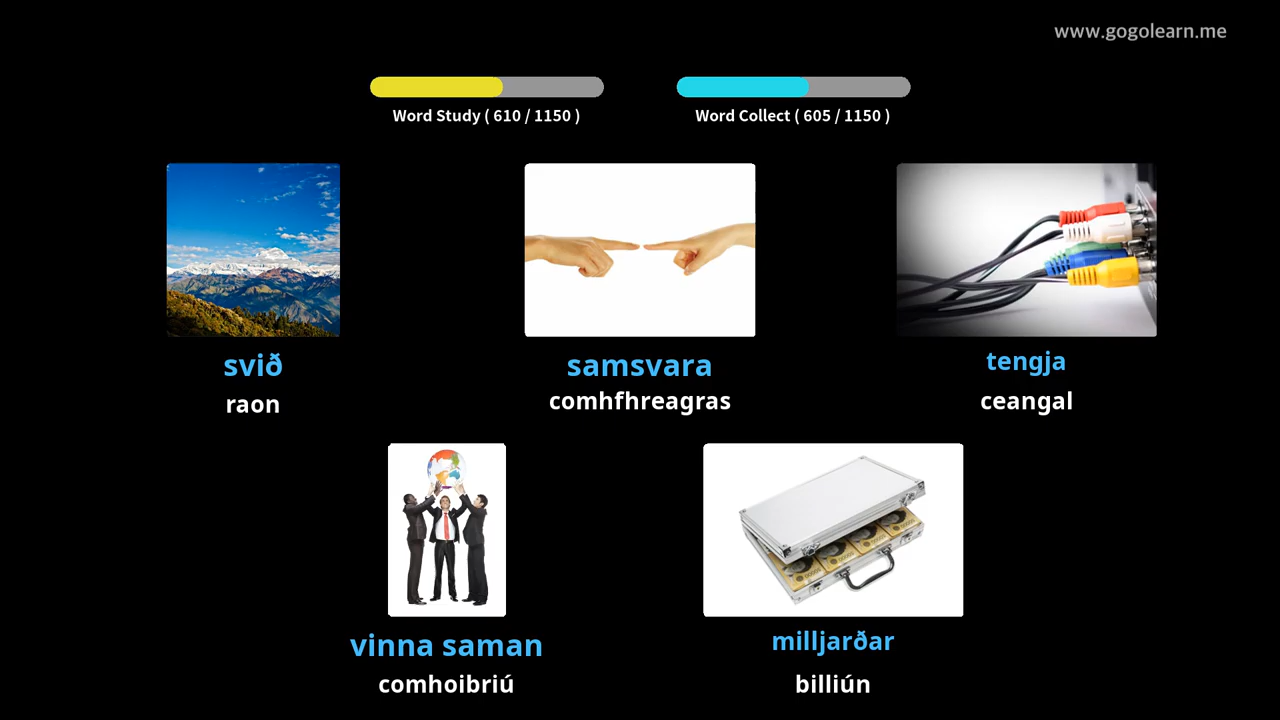 www.gogolearn.me
Word Study ( 610 / 1150 )
Word Collect ( 605 / 1150 )
svið
samsvara
tengja
raon
comhfhreagras
ceangal
vinna saman
milljarðar
comhoibriú
billiún